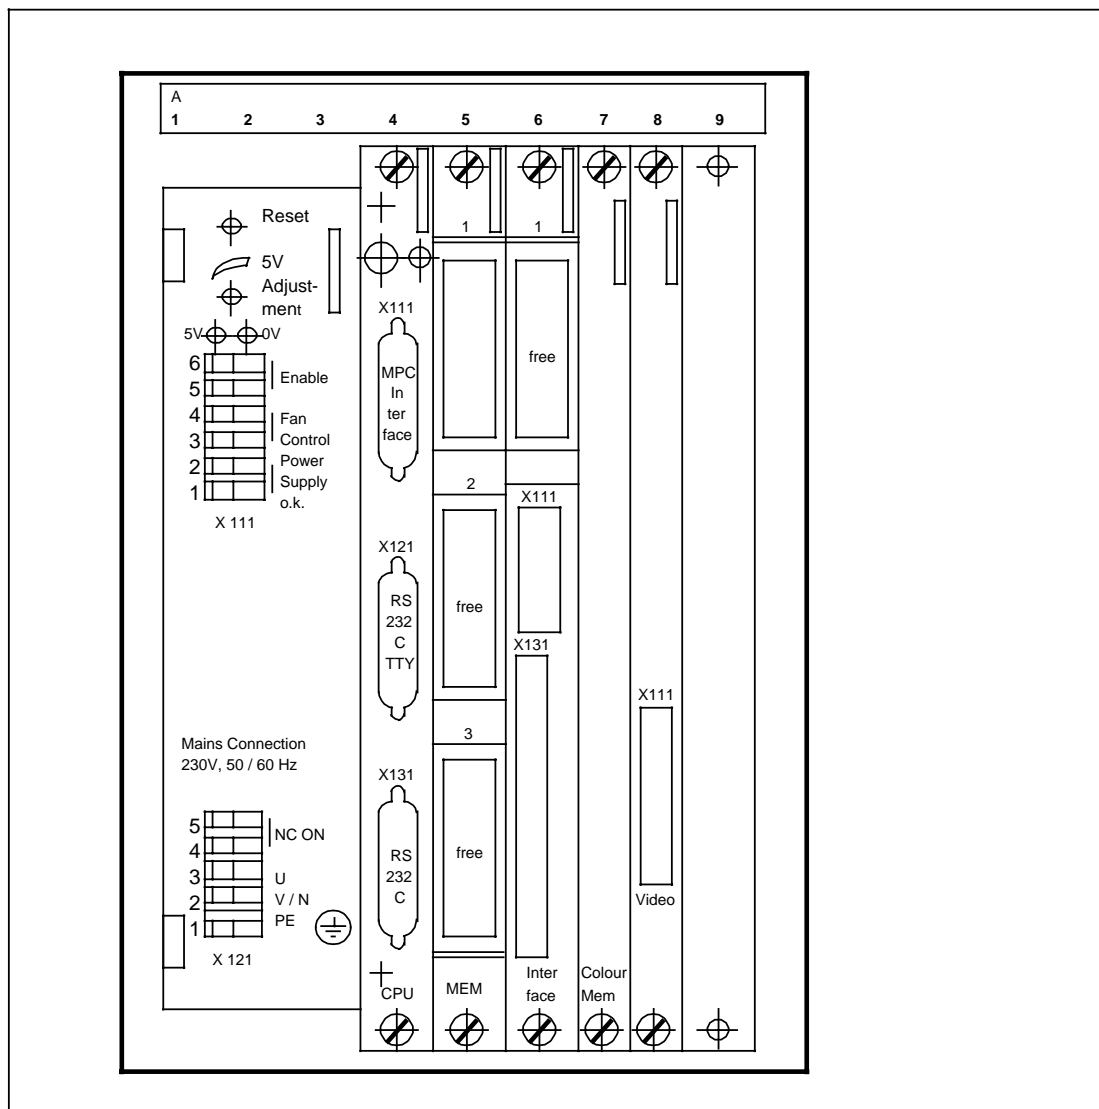 A
1 2 3 4 5 6 7 8 9
Reset
5V
Adjust-
ment
5V 0V
6
5
4
3
2
1
Enable
Fan
Control
Power
Supply
o.k.
X 111
Mains Connection
230V, 50 / 60 Hz
5
4
3
2
1
NC ON
U
V / N
PE
X 121
X111
MPC
In
ter
face
X121
RS
232
C
TTY
X131
RS
232
C
CPU
1
2
free
3
free
MEM
1
free
X111
X131
Inter
face
Colour
Mem
X111
Video